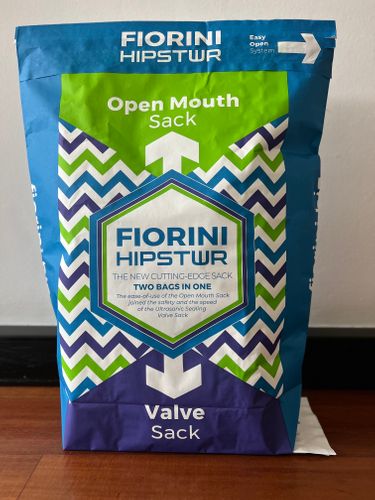 FIORINI
HIPSTWR
Easy
Open
System
Open Mouth
Sack
FIORINI
HIPSTWR
THE NEW CUTTING-EDGE SACK
TWO BAGS IN ONE
The ease-of-use of the Open Mouth Sack
joined the safety and the speed
of the Ultrasonic Sealing
Valve Sack
Valve
Sack